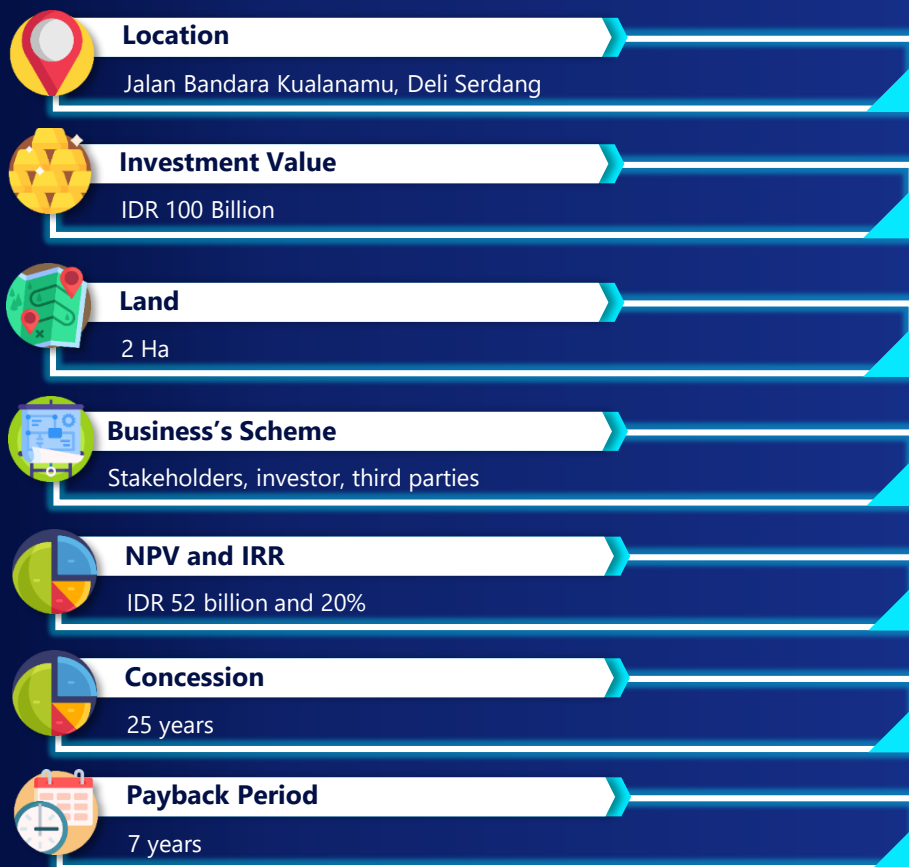 Location
Jalan Bandara Kualanamu, Deli Serdang
Investment Value
IDR 100 Billion
Land
2 Ha
Business’s Scheme
Stakeholders, investor, third parties
NPV and IRR
IDR 52 billion and 20%
Concession
25 years
Payback Period
7 years